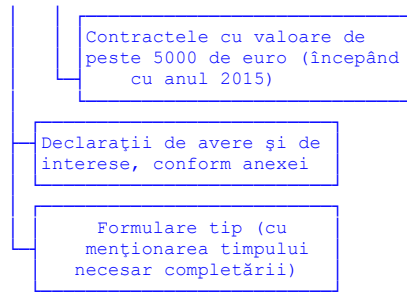 Contractele cu valoare de
peste 5000 de euro (începând
cu anul 2015)
Declaraţii de avere şi de
interese, conform anexei
Formulare tip (cu
menţionarea timpului
necesar completării)